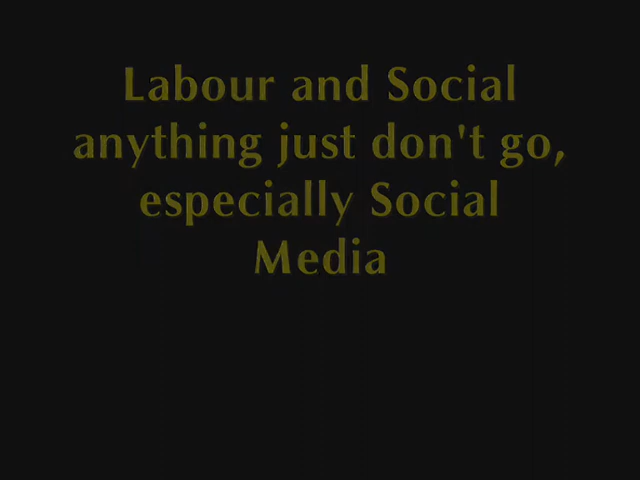 Labour and Social
anything just don't go,
especially Social
Media